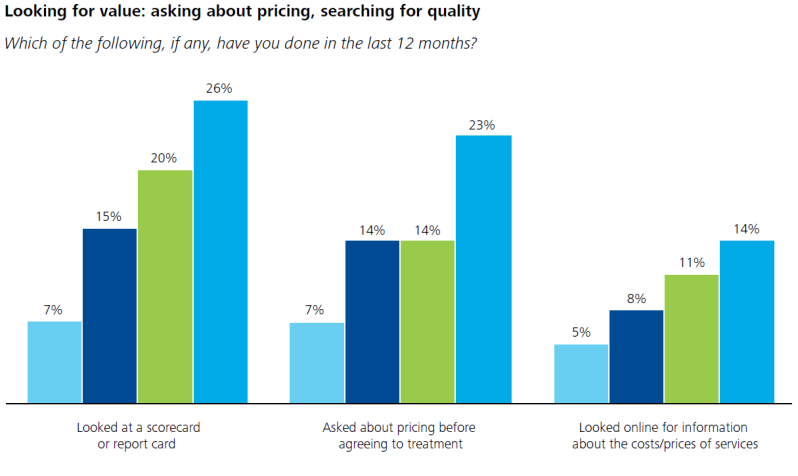 Looking for value: asking about pricing, searching for quality
Which of the following, if any, have you done in the last 12 months?
26%
20%
15%
7%
23%
14%
14%
7%
14%
11%
8%
5%
Looked at a scorecard
or report card
Asked about pricing before
agreeing to treatment
Looked online for information
about the costs/prices of services